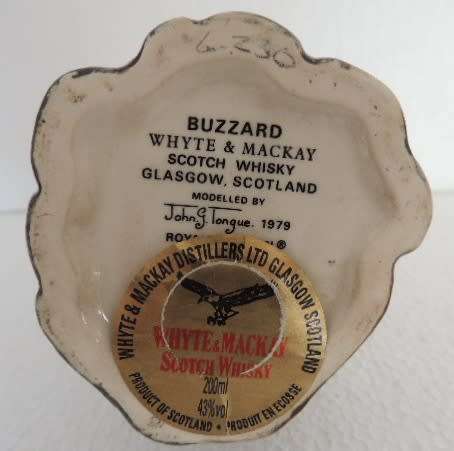 BUZZARD
WHYTE & MACKAY
SCOTCH WHISKY
GLASGOW, SCOTLAND
MODELLED BY
John G. Tongue. 1979
WHYTE & MACKAY DISTILLERS LTD GLASGOW SCOTLAND
WHYTE & MACKAY
SCOTCH WHISKY
200ml
43%vol
PRODUCT OF SCOTLAND • PRODUIT EN ECOSSE